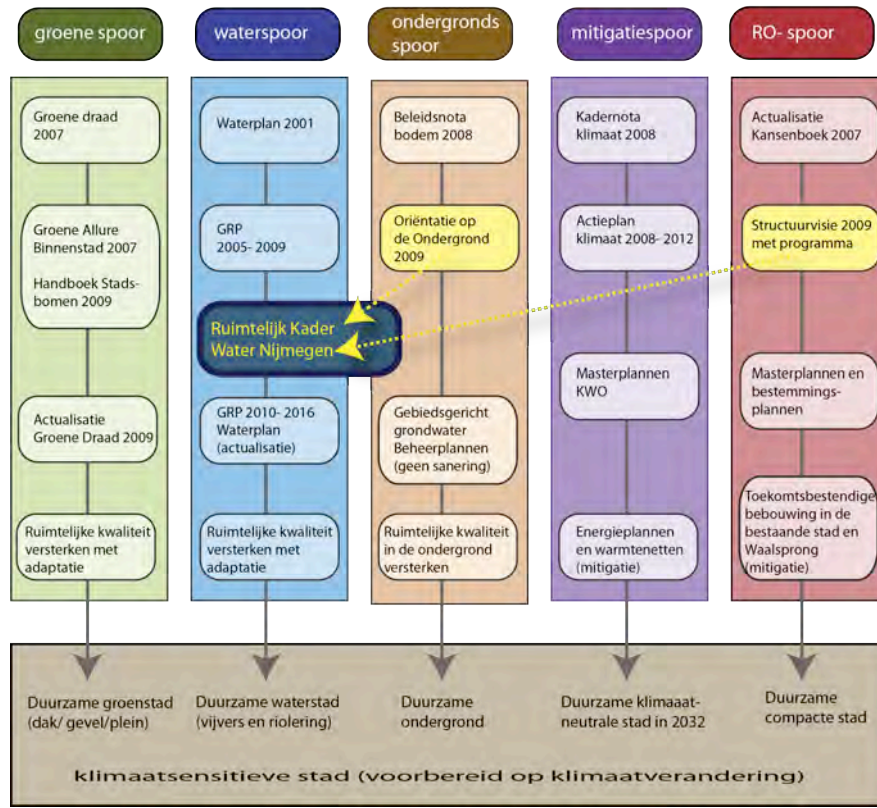 groene spoor
waterspoor
ondergronds
spoor
mitigatiespoor
RO- spoor
Groene draad
2007
Groene Allure
Binnenstad 2007
Handboek Stads-
bomen 2009
Actualisatie
Groene Draad 2009
Ruimtelijke kwaliteit
versterken met
adaptatie
Waterplan 2001
GRP
2005- 2009
Ruimtelijk Kader
Water Nijmegen
GRP 2010- 2016
Waterplan
(actualisatie)
Ruimtelijke kwaliteit
versterken met
adaptatie
Beleidsnota
bodem 2008
Oriëntatie op
de Ondergrond
2009
Gebiedsgericht
grondwater
Beheerplannen
(geen sanering)
Ruimtelijke kwaliteit
in de ondergrond
versterken
Kadernota
klimaat 2008
Actieplan
klimaat 2008- 2012
Masterplannen
KWO
Energieplannen
en warmtenetten
(mitigatie)
Actualisatie
Kansenboek 2007
Structuurvisie 2009
met programma
Masterplannen en
bestemmings-
plannen
Toekomtsbestendige
bebouwing in de
bestaande stad en
Waalsprong
(mitigatie)
Duurzame groenstad
(dak/ gevel/plein)
Duurzame waterstad
(vijvers en riolering)
Duurzame
ondergrond
Duurzame klimaaat-
neutrale stad in 2032
Duurzame
compacte stad
klimaatsensitieve stad (voorbereid op klimaatverandering)